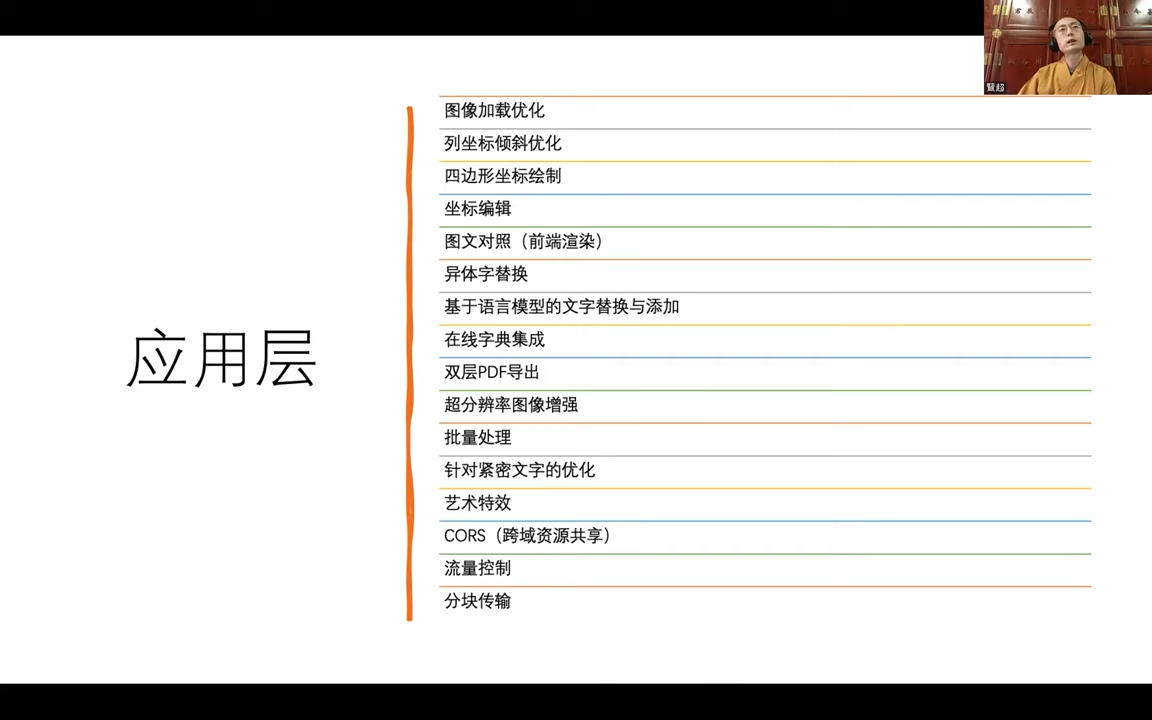 賢超
图像加载优化
列坐标倾斜优化
四边形坐标绘制
坐标编辑
图文对照（前端渲染）
异体字替换
基于语言模型的文字替换与添加
应用层
在线字典集成
双层PDF导出
超分辨率图像增强
批量处理
针对紧密文字的优化
艺术特效
CORS（跨域资源共享）
流量控制
分块传输